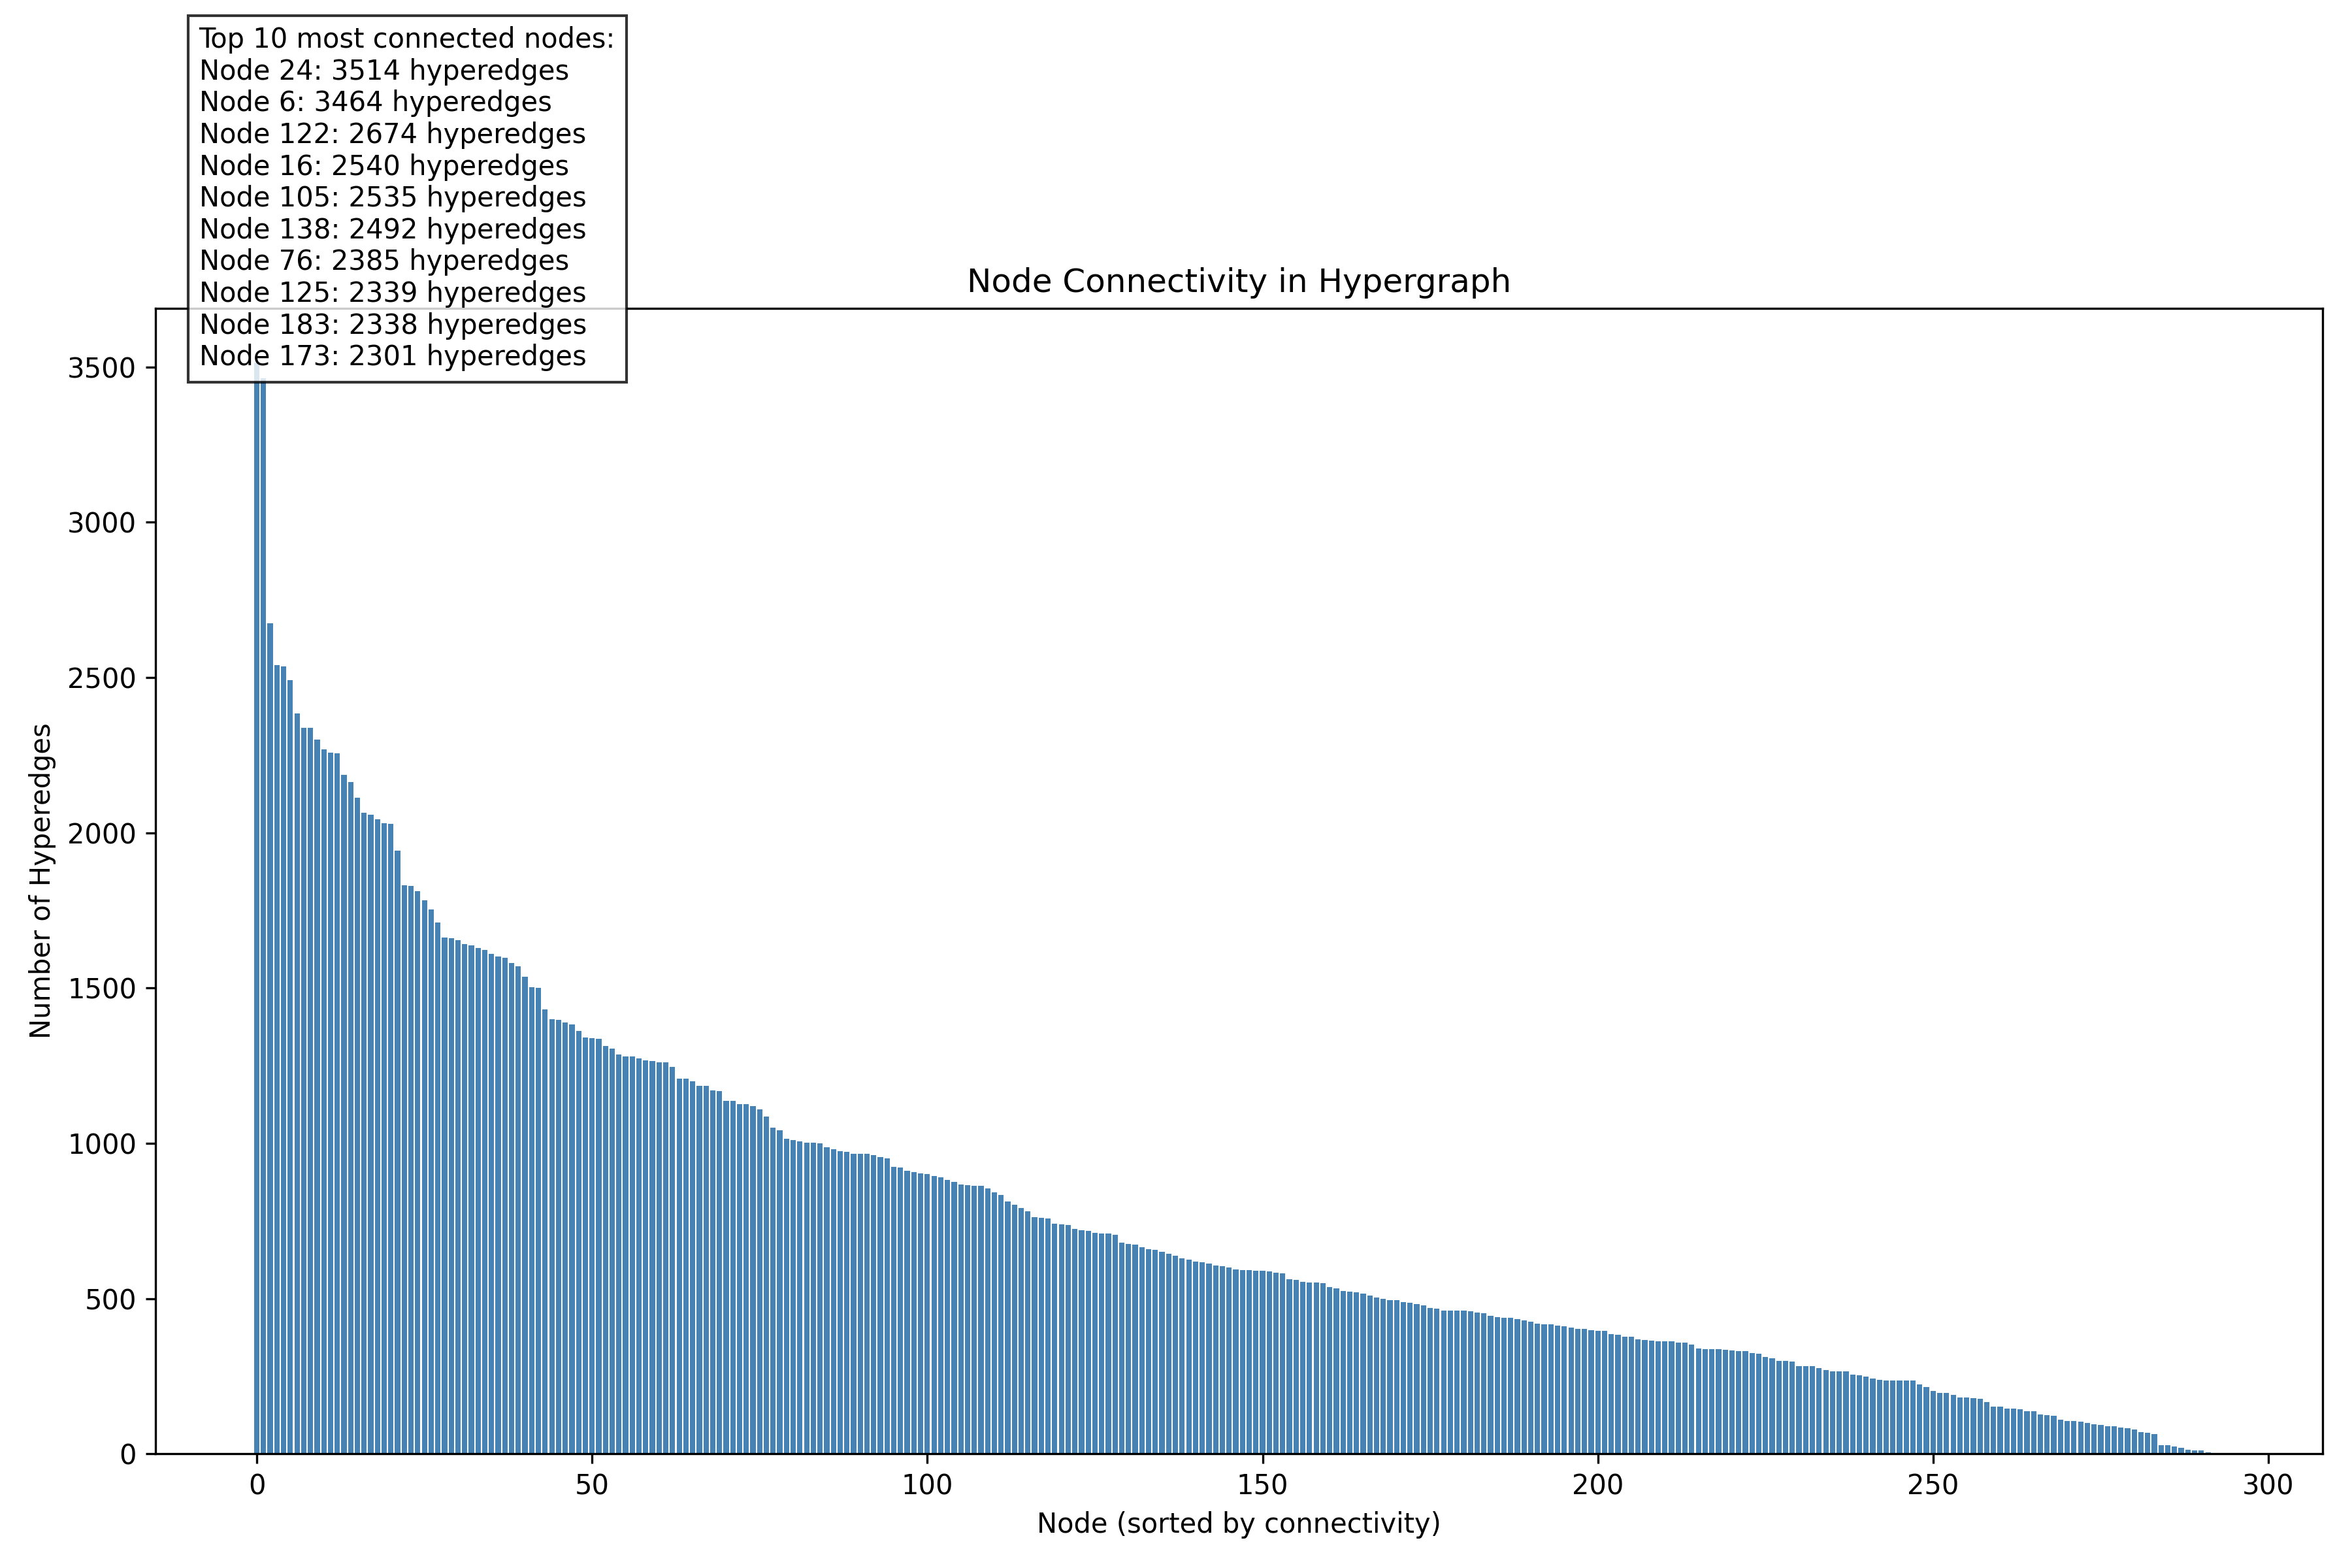 Top 10 most connected nodes:
Node 24: 3514 hyperedges
Node 6: 3464 hyperedges
Node 122: 2674 hyperedges
Node 16: 2540 hyperedges
Node 105: 2535 hyperedges
Node 138: 2492 hyperedges
Node 76: 2385 hyperedges
Node 125: 2339 hyperedges
Node 183: 2338 hyperedges
Node 173: 2301 hyperedges
Node Connectivity in Hypergraph
Number of Hyperedges
3500
3000
2500
2000
1500
1000
500
0
0 50 100 150 200 250 300
Node (sorted by connectivity)